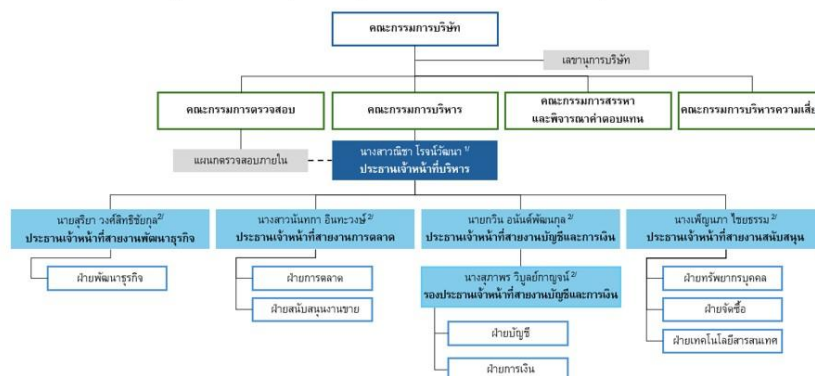 คณะกรรมการบริษัท
เลขานุการบริษัท
คณะกรรมการตรวจสอบ
คณะกรรมการบริหาร
คณะกรรมการสรรหา
และพิจารณาค่าตอบแทน
คณะกรรมการบริหารความเสี่ย
แผนกตรวจสอบภายใน
นางสาวณิชา โรจน์วัฒนา 1/
ประธานเจ้าหน้าที่บริหาร
นายสุริยา วงศ์สิทธิชัยกุล 2/
ประธานเจ้าหน้าที่สายงานพัฒนาธุรกิจ
นางสาวนันทกา อินทะวงษ์ 2/
ประธานเจ้าหน้าที่สายงานการตลาด
นายกวิน อนันต์พัฒนกุล 2/
ประธานเจ้าหน้าที่สายงานบัญชีและการเงิน
นางเพ็ญนภา ไชยธรรม 2/
ประธานเจ้าหน้าที่สายงานสนับสนุน
ฝ่ายพัฒนาธุรกิจ
ฝ่ายการตลาด
ฝ่ายสนับสนุนงานขาย
นางสุภาพร วิบูลย์กาญจน์ 2/
รองประธานเจ้าหน้าที่สายงานบัญชีและการเงิน
ฝ่ายบัญชี
ฝ่ายการเงิน
ฝ่ายทรัพยากรบุคคล
ฝ่ายจัดซื้อ
ฝ่ายเทคโนโลยีสารสนเทศ